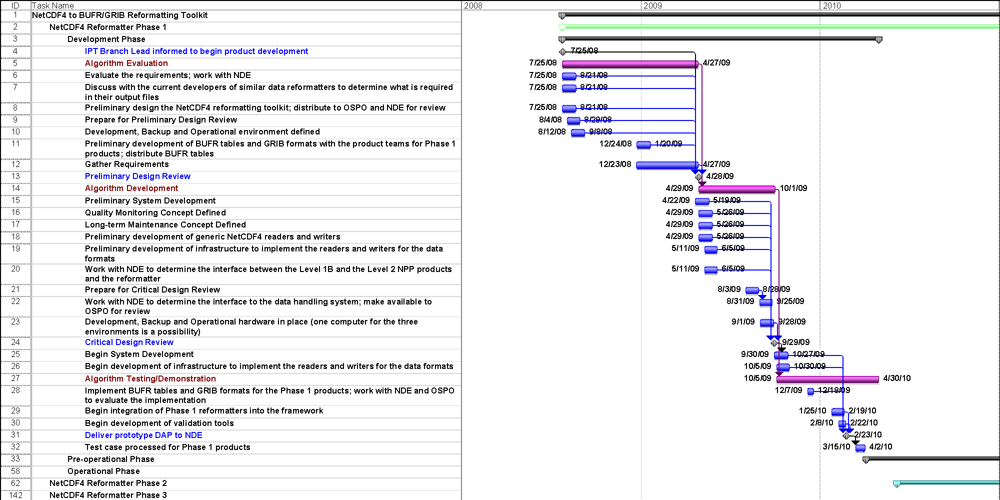 ID Task Name 2008 2009 2010
1 NetCDF4 to BUFR/GRIB Reformatting Toolkit
2 NetCDF4 Reformatter Phase 1
3 Development Phase
4 IPT Branch Lead informed to begin product development 7/25/08
5 Algorithm Evaluation 7/25/08 4/27/09
6 Evaluate the requirements; work with NDE 7/25/08 8/21/08
7 Discuss with the current developers of similar data reformatters to determine what is required 7/25/08 8/21/08
in their output files
8 Preliminary design the NetCDF4 reformatting toolkit; distribute to OSPO and NDE for review 7/25/08 8/21/08
9 Prepare for Preliminary Design Review 8/4/08 8/29/08
10 Development, Backup and Operational environment defined 8/12/08 9/8/08
11 Preliminary development of BUFR tables and GRIB formats with the product teams for Phase 1 12/24/08 1/20/09
products; distribute BUFR tables
12 Gather Requirements 12/23/08 4/27/09
13 Preliminary Design Review 4/28/09
14 Algorithm Development 4/29/09 10/1/09
15 Preliminary System Development 4/22/09 5/19/09
16 Quality Monitoring Concept Defined 4/29/09 5/26/09
17 Long-term Maintenance Concept Defined 4/29/09 5/26/09
18 Preliminary development of generic NetCDF4 readers and writers 4/29/09 5/26/09
19 Preliminary development of infrastructure to implement the readers and writers for the data 5/11/09 6/5/09
formats
20 Work with NDE to determine the interface between the Level 1B and the Level 2 NPP products 5/11/09 6/5/09
and the reformatter
21 Prepare for Critical Design Review 8/3/09 8/28/09
22 Work with NDE to determine the interface to the data handling system; make available to 8/31/09 9/25/09
OSPO for review
23 Development, Backup and Operational hardware in place (one computer for the three 9/1/09 9/28/09
environments is a possibility)
24 Critical Design Review 9/29/09
25 Begin System Development 9/30/09 10/27/09
26 Begin development of infrastructure to implement the readers and writers for the data formats 10/5/09 10/30/09
27 Algorithm Testing/Demonstration 10/5/09 4/30/10
28 Implement BUFR tables and GRIB formats for the Phase 1 products; work with NDE and OSPO 12/7/09 12/18/09
to evaluate the implementation
29 Begin integration of Phase 1 reformatters into the framework 1/25/10 2/19/10
30 Begin development of validation tools 2/8/10 2/22/10
31 Deliver prototype DAP to NDE 2/23/10
32 Test case processed for Phase 1 products 3/15/10 4/2/10
33 Pre-operational Phase
58 Operational Phase
62 NetCDF4 Reformatter Phase 2
142 NetCDF4 Reformatter Phase 3